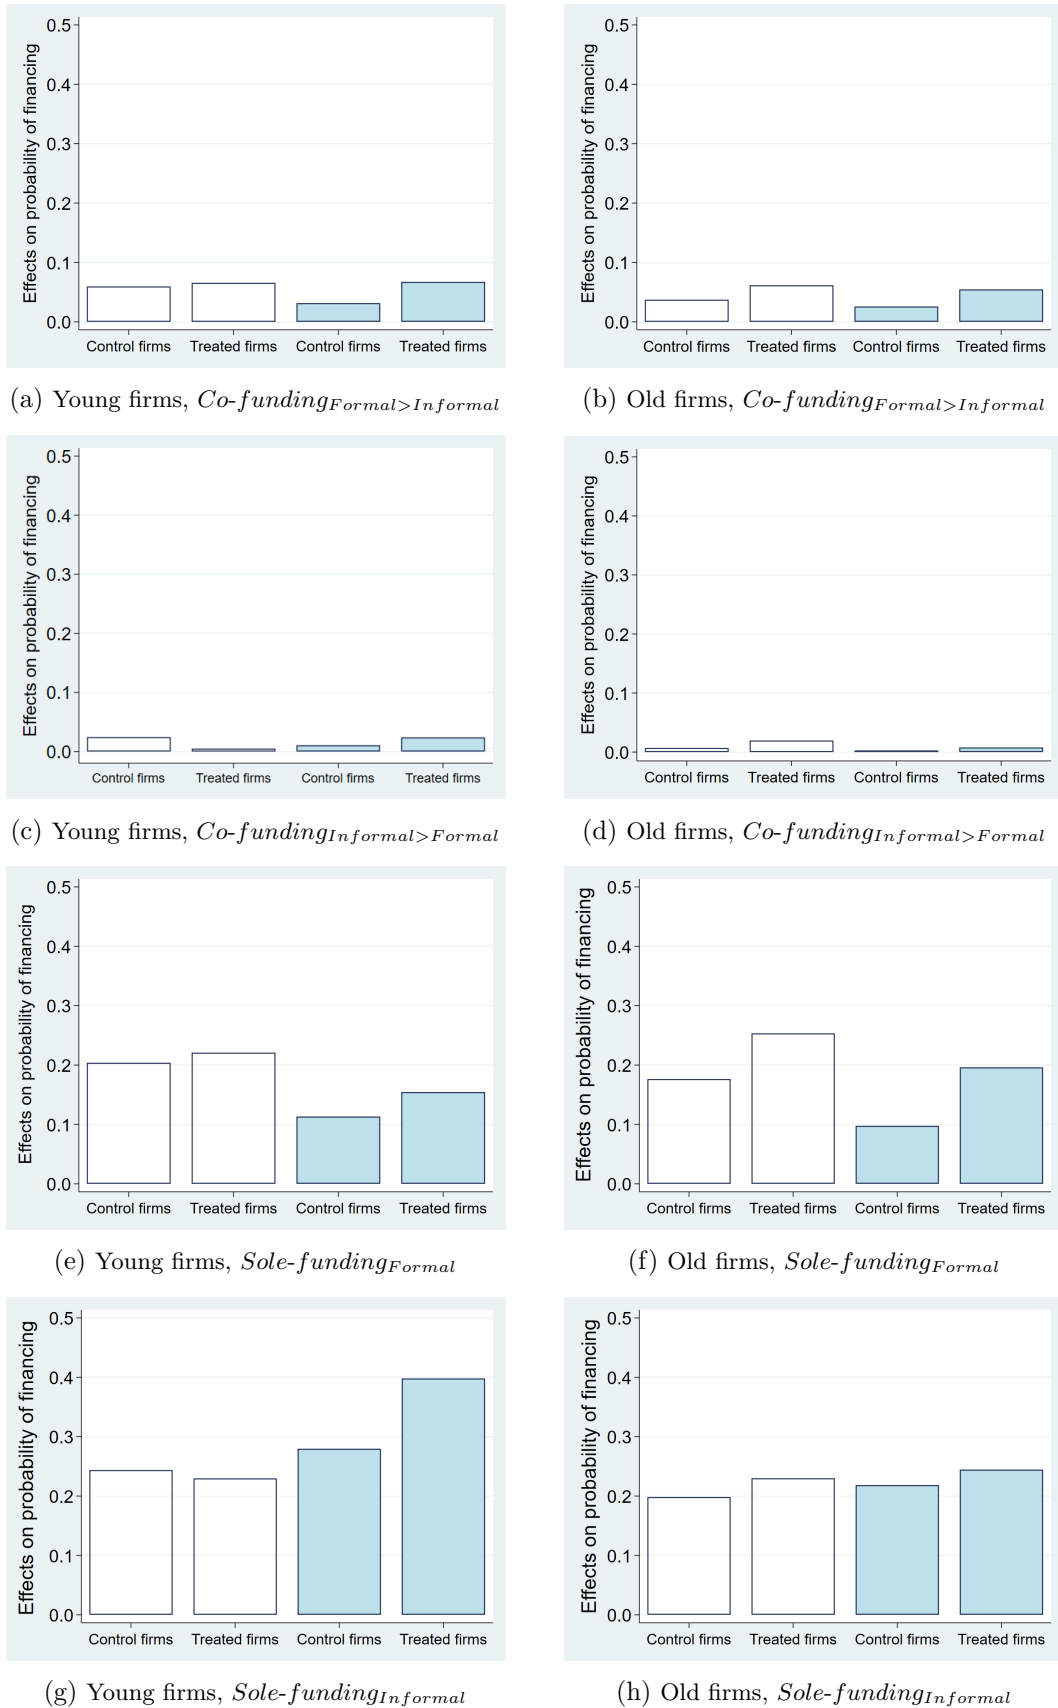 Effects on probability of financing
0.5
0.4
0.3
0.2
0.1
0.0
Control firms Treated firms Control firms Treated firms
(a) Young firms, Co-funding_{Formal>Informal}
Effects on probability of financing
0.5
0.4
0.3
0.2
0.1
0.0
Control firms Treated firms Control firms Treated firms
(b) Old firms, Co-funding_{Formal>Informal}
Effects on probability of financing
0.5
0.4
0.3
0.2
0.1
0.0
Control firms Treated firms Control firms Treated firms
(c) Young firms, Co-funding_{Informal>Formal}
Effects on probability of financing
0.5
0.4
0.3
0.2
0.1
0.0
Control firms Treated firms Control firms Treated firms
(d) Old firms, Co-funding_{Informal>Formal}
Effects on probability of financing
0.5
0.4
0.3
0.2
0.1
0.0
Control firms Treated firms Control firms Treated firms
(e) Young firms, Sole-funding_{Formal}
Effects on probability of financing
0.5
0.4
0.3
0.2
0.1
0.0
Control firms Treated firms Control firms Treated firms
(f) Old firms, Sole-funding_{Formal}
Effects on probability of financing
0.5
0.4
0.3
0.2
0.1
0.0
Control firms Treated firms Control firms Treated firms
(g) Young firms, Sole-funding_{Informal}
Effects on probability of financing
0.5
0.4
0.3
0.2
0.1
0.0
Control firms Treated firms Control firms Treated firms
(h) Old firms, Sole-funding_{Informal}